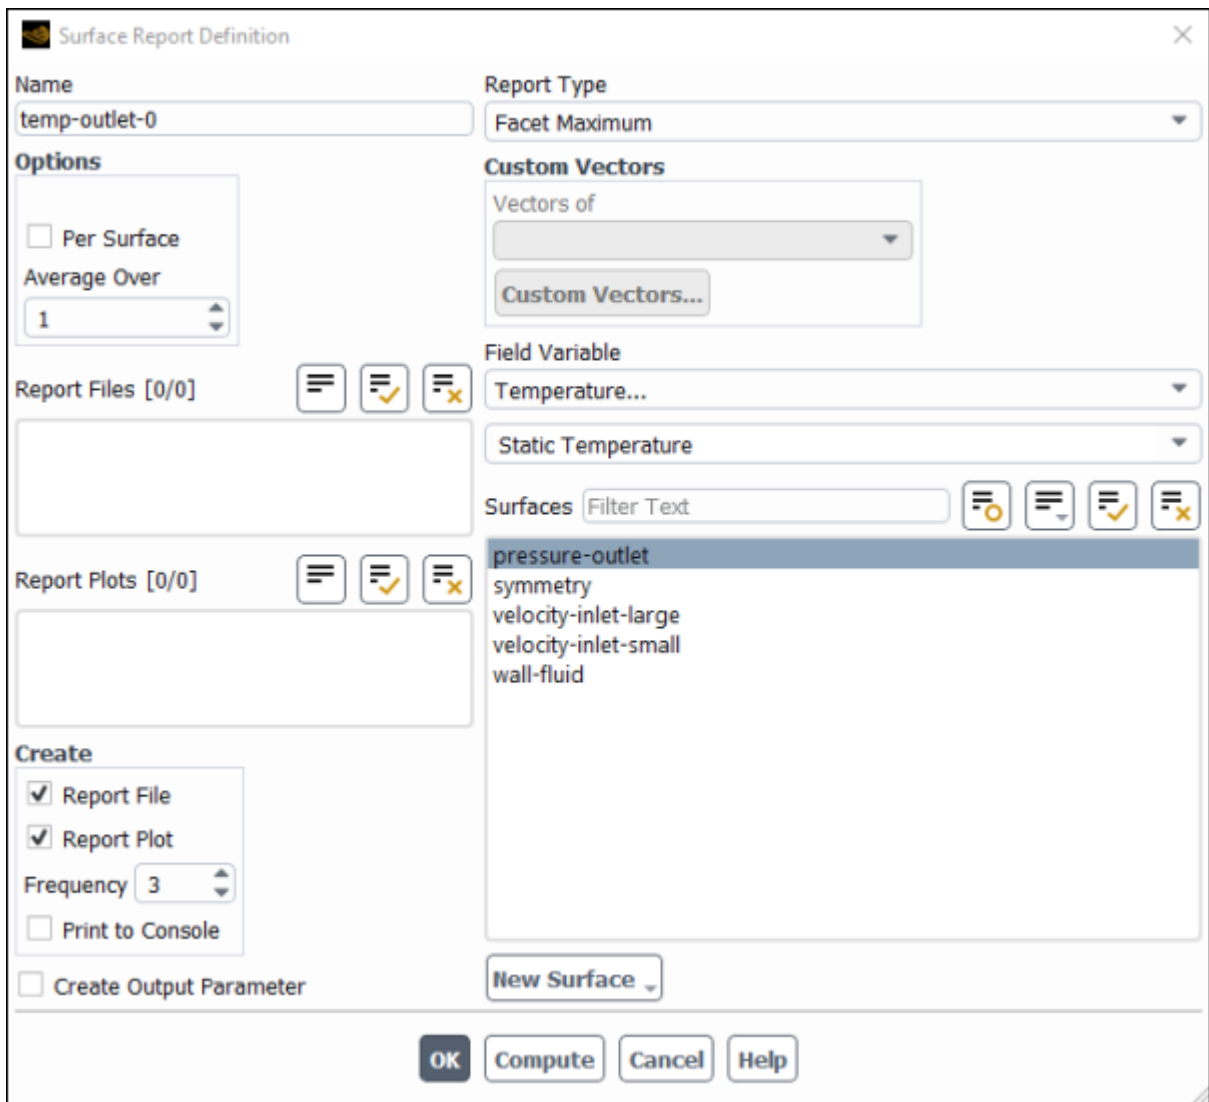 Surface Report Definition
Name
temp-outlet-0
Options
Per Surface
Average Over
1
Report Files [0/0]
Report Plots [0/0]
Create
Report File
Report Plot
Frequency 3
Print to Console
Create Output Parameter
Report Type
Facet Maximum
Custom Vectors
Vectors of
Custom Vectors...
Field Variable
Temperature...
Static Temperature
Surfaces Filter Text
pressure-outlet
symmetry
velocity-inlet-large
velocity-inlet-small
wall-fluid
New Surface
OK Compute Cancel Help